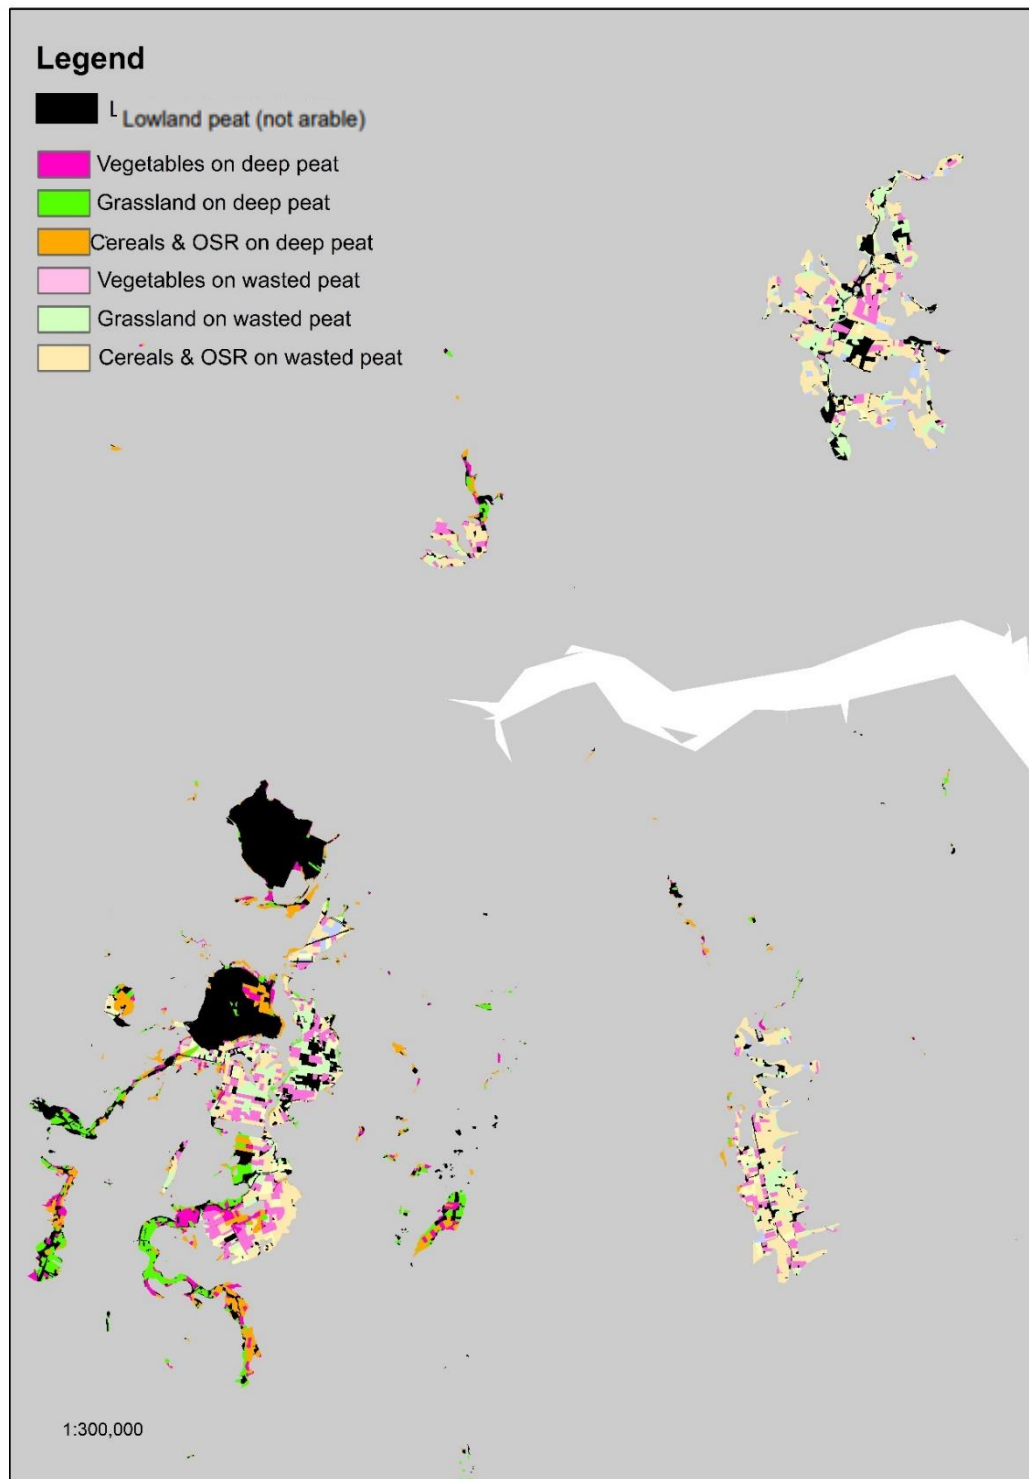 Legend
L Lowland peat (not arable)
Vegetables on deep peat
Grassland on deep peat
Cereals & OSR on deep peat
Vegetables on wasted peat
Grassland on wasted peat
Cereals & OSR on wasted peat
1:300,000